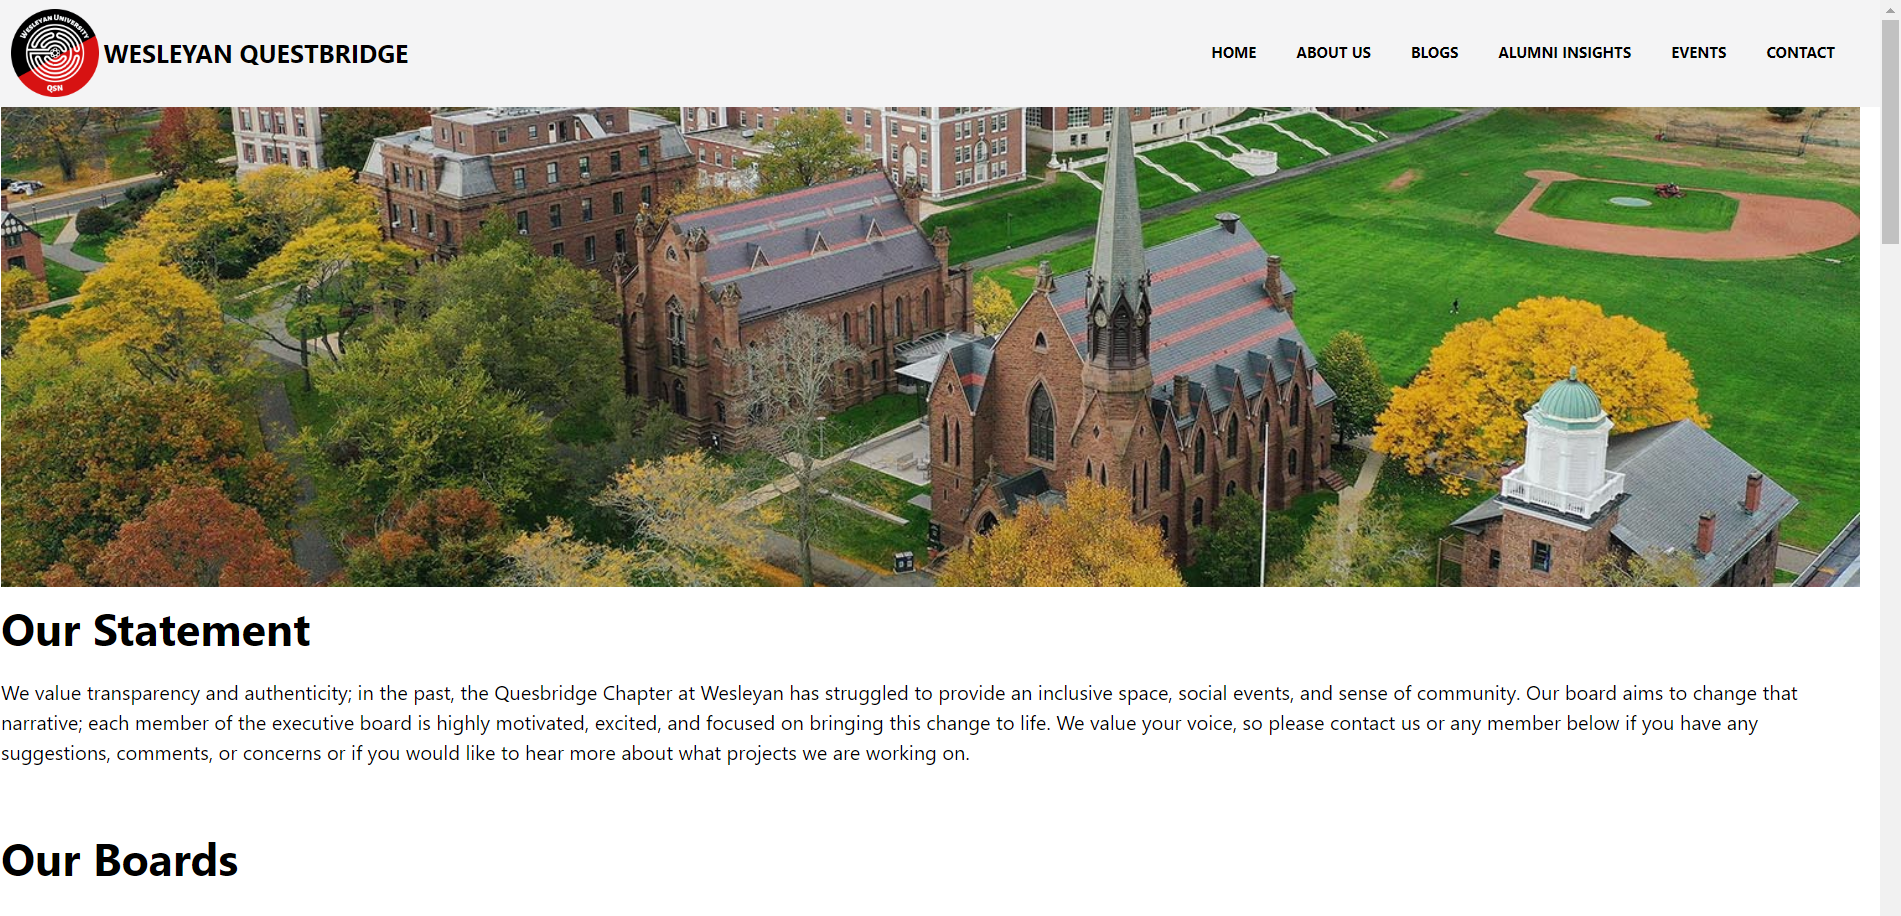 WESLEYAN UNIVERSITY
QSN
WESLEYAN QUESTBRIDGE
HOME ABOUT US BLOGS ALUMNI INSIGHTS EVENTS CONTACT
Our Statement
We value transparency and authenticity; in the past, the Quesbridge Chapter at Wesleyan has struggled to provide an inclusive space, social events, and sense of community. Our board aims to change that
narrative; each member of the executive board is highly motivated, excited, and focused on bringing this change to life. We value your voice, so please contact us or any member below if you have any
suggestions, comments, or concerns or if you would like to hear more about what projects we are working on.
Our Boards